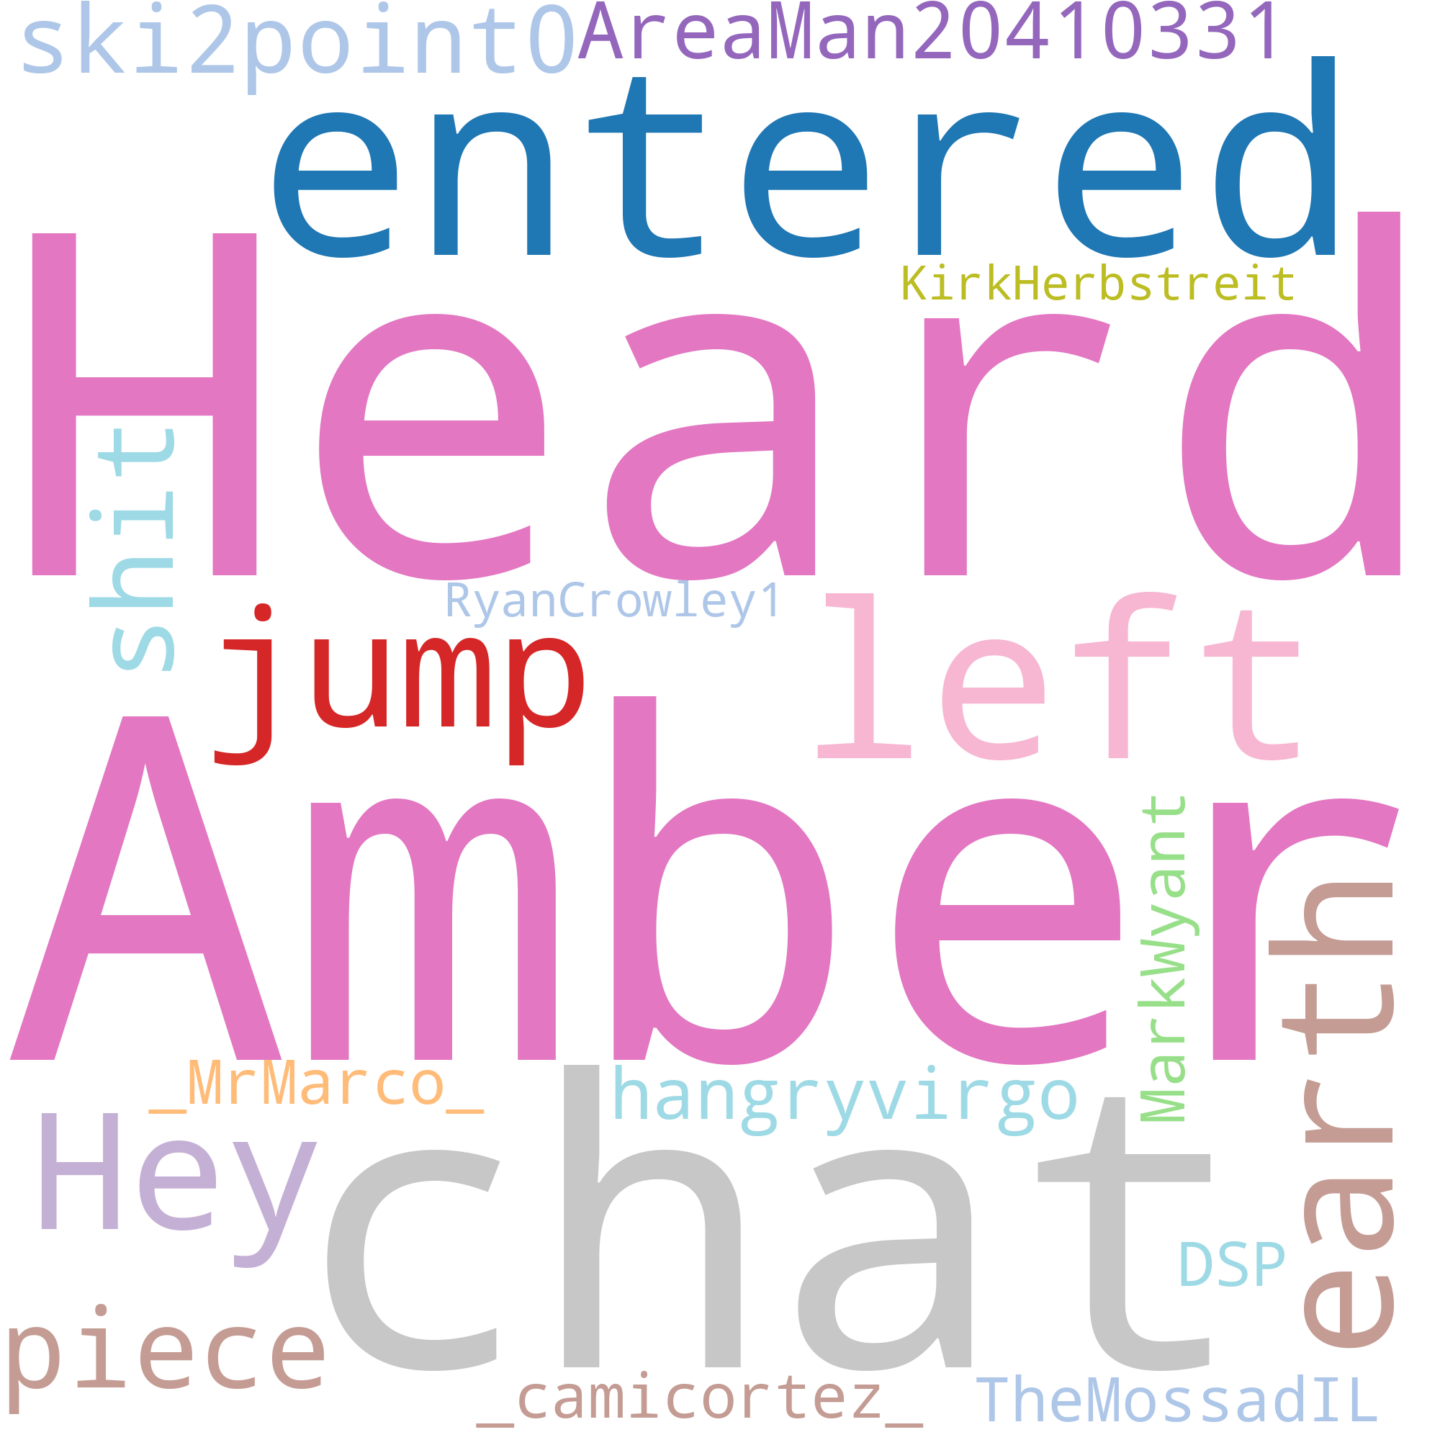 ski2point0 AreaMan20410331
entered
KirkHerbstreit
Heard
shit
RyanCrowley1
jump left
Amber
MarkWyant
earth
_MrMarco_ hangryvirgo
Hey chat
DSP
piece
_camicortez_ TheMossadIL